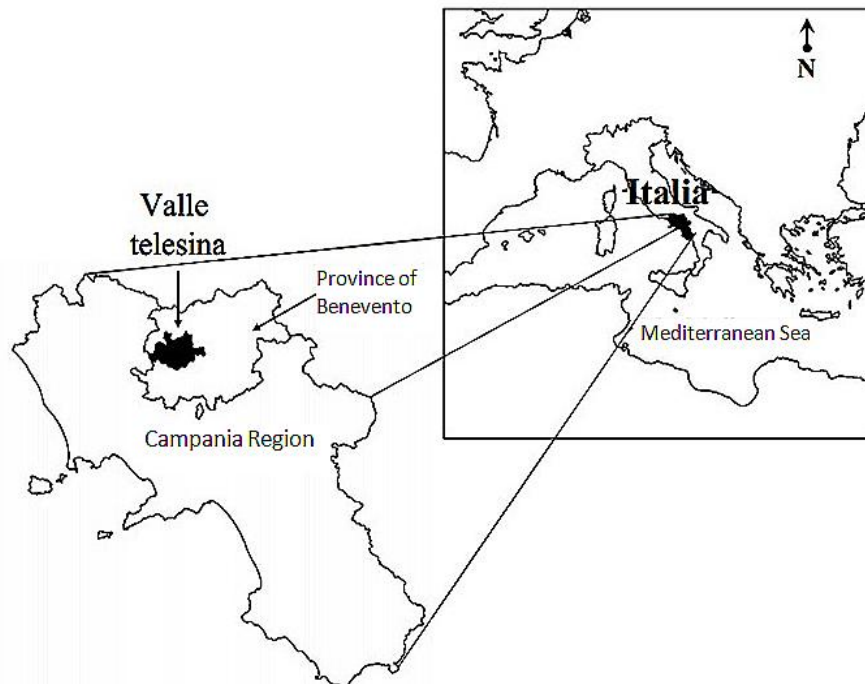 N
Italia
Valle
telesina
Province of
Benevento
Mediterranean Sea
Campania Region